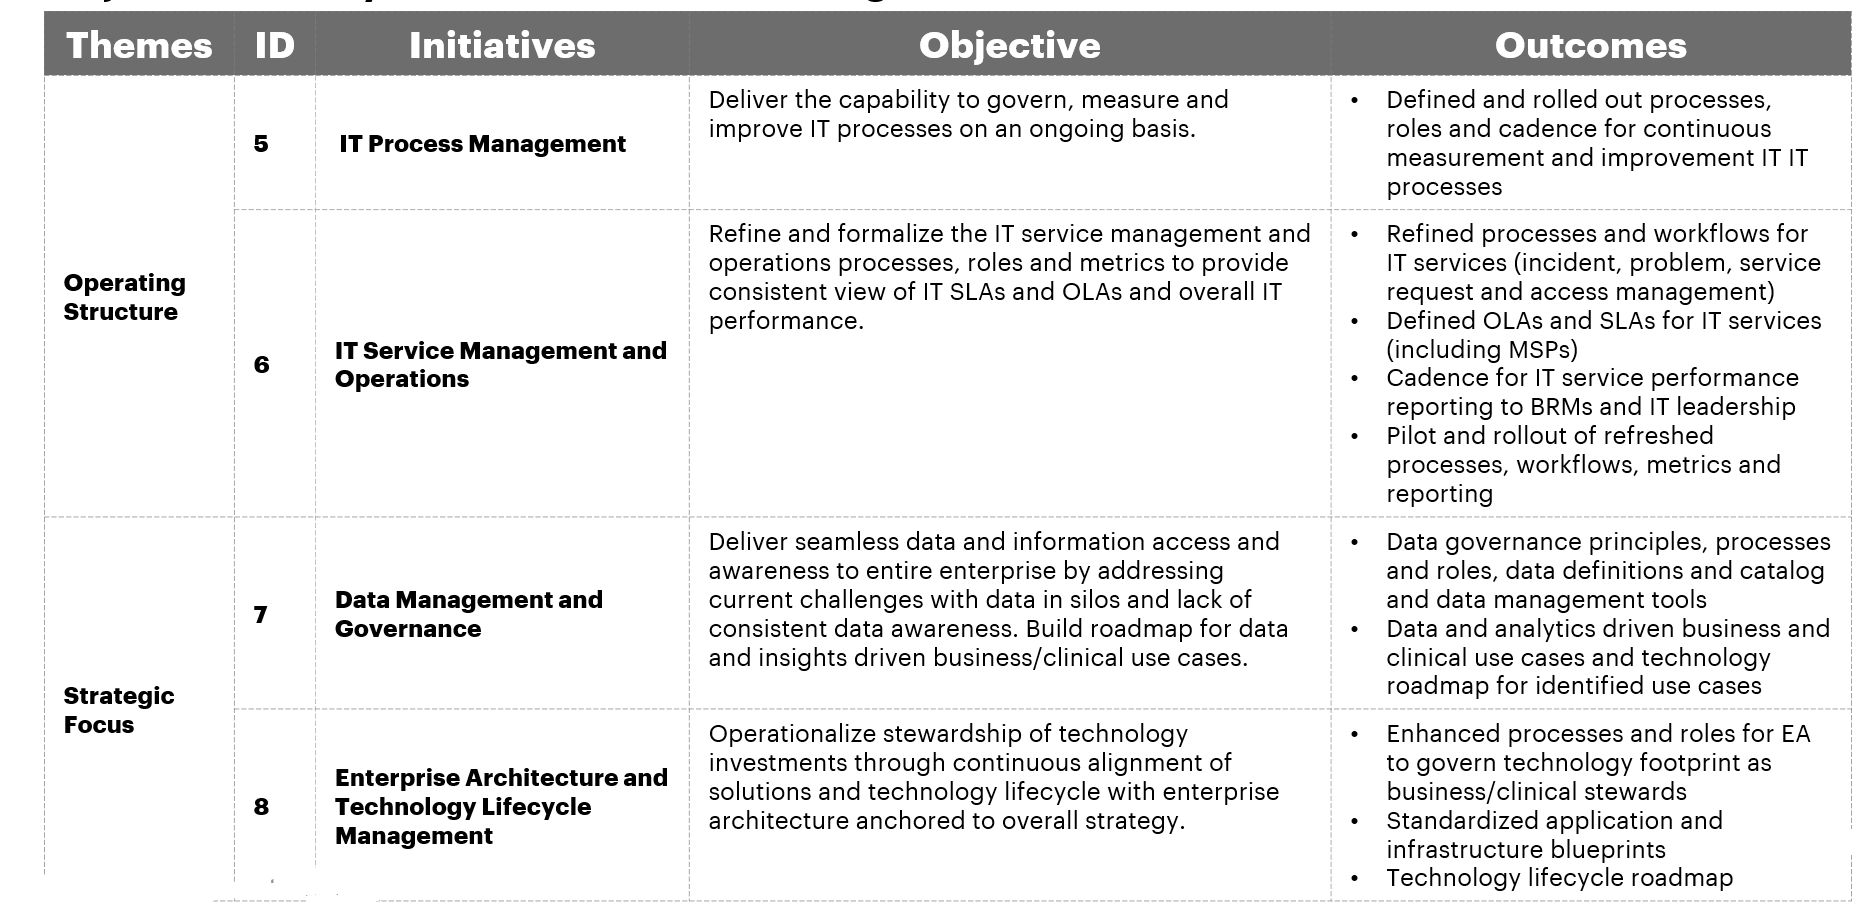 Themes ID Initiatives Objective Outcomes
Operating
Structure
5
IT Process Management
Deliver the capability to govern, measure and
improve IT processes on an ongoing basis.
• Defined and rolled out processes,
roles and cadence for continuous
measurement and improvement IT IT
processes
6
IT Service Management and
Operations
Refine and formalize the IT service management and
operations processes, roles and metrics to provide
consistent view of IT SLAs and OLAs and overall IT
performance.
• Refined processes and workflows for
IT services (incident, problem, service
request and access management)
• Defined OLAs and SLAs for IT services
(including MSPs)
• Cadence for IT service performance
reporting to BRMs and IT leadership
• Pilot and rollout of refreshed
processes, workflows, metrics and
reporting
Strategic
Focus
7
Data Management and
Governance
Deliver seamless data and information access and
awareness to entire enterprise by addressing
current challenges with data in silos and lack of
consistent data awareness. Build roadmap for data
and insights driven business/clinical use cases.
• Data governance principles, processes
and roles, data definitions and catalog
and data management tools
• Data and analytics driven business and
clinical use cases and technology
roadmap for identified use cases
8
Enterprise Architecture and
Technology Lifecycle
Management
Operationalize stewardship of technology
investments through continuous alignment of
solutions and technology lifecycle with enterprise
architecture anchored to overall strategy.
• Enhanced processes and roles for EA
to govern technology footprint as
business/clinical stewards
• Standardized application and
infrastructure blueprints
• Technology lifecycle roadmap